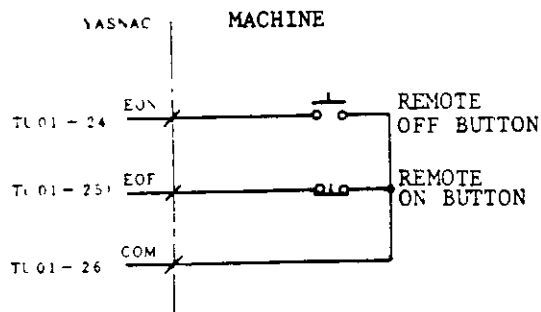 YASNAC
MACHINE
EON
TU01-24
REMOTE
OFF BUTTON
EOF
TU01-25
REMOTE
ON BUTTON
COM
TU01-26